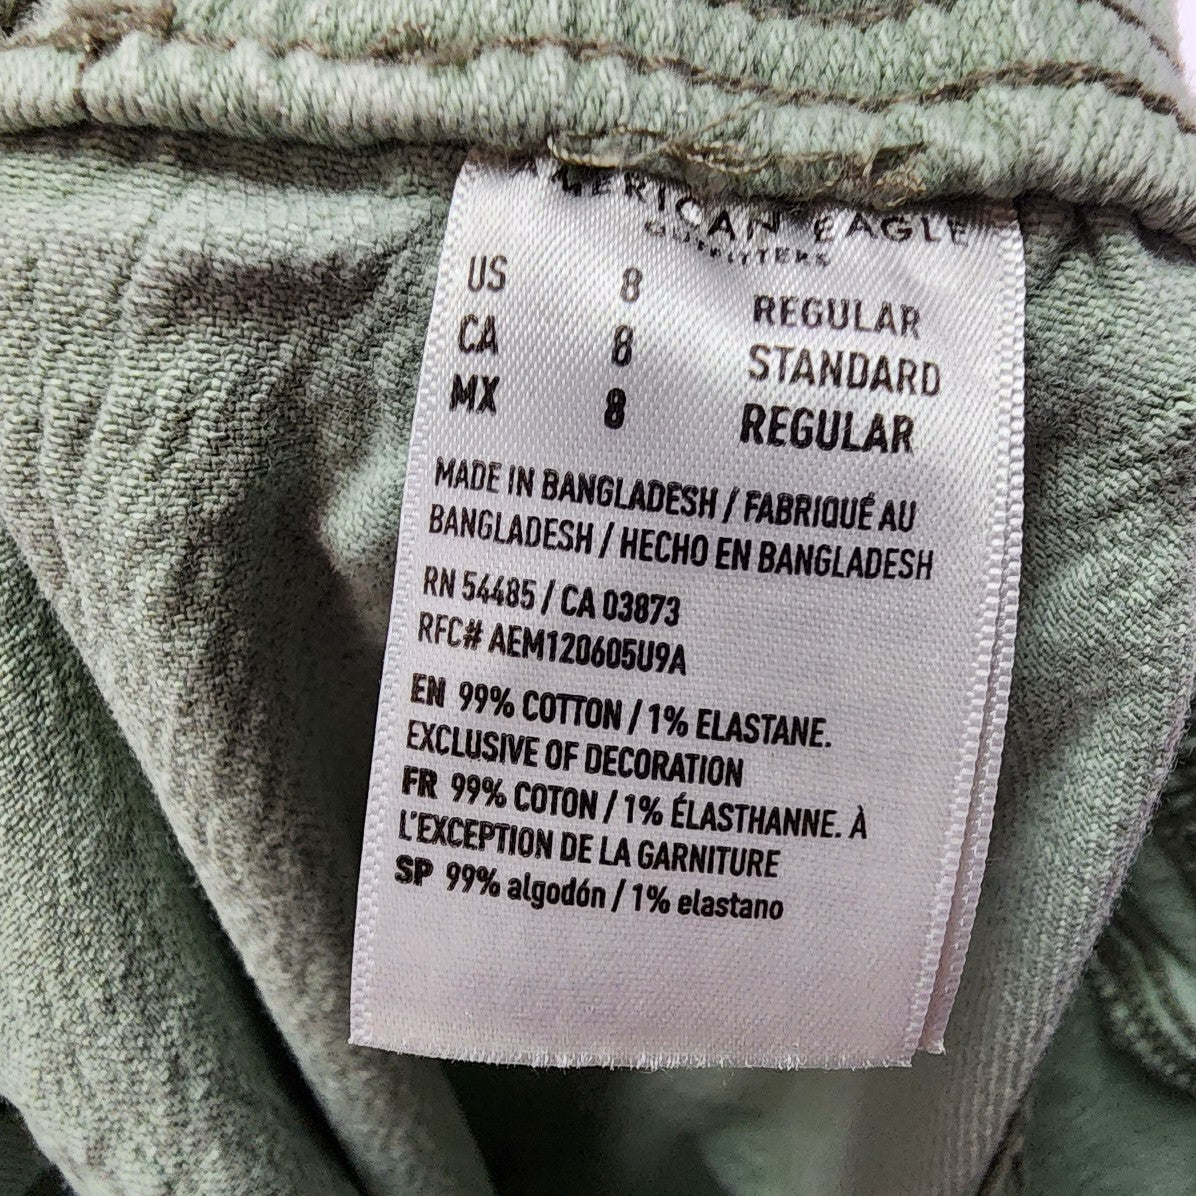 AMERICAN EAGLE
OUTFITTERS
US 8 REGULAR
CA 8 STANDARD
MX 8 REGULAR
MADE IN BANGLADESH / FABRIQUÉ AU
BANGLADESH / HECHO EN BANGLADESH
RN 54485 / CA 03873
RFC# AEM120605U9A
EN 99% COTTON / 1% ELASTANE.
EXCLUSIVE OF DECORATION
FR 99% COTON / 1% ÉLASTHANNE. À
L'EXCEPTION DE LA GARNITURE
SP 99% algodón / 1% elastano